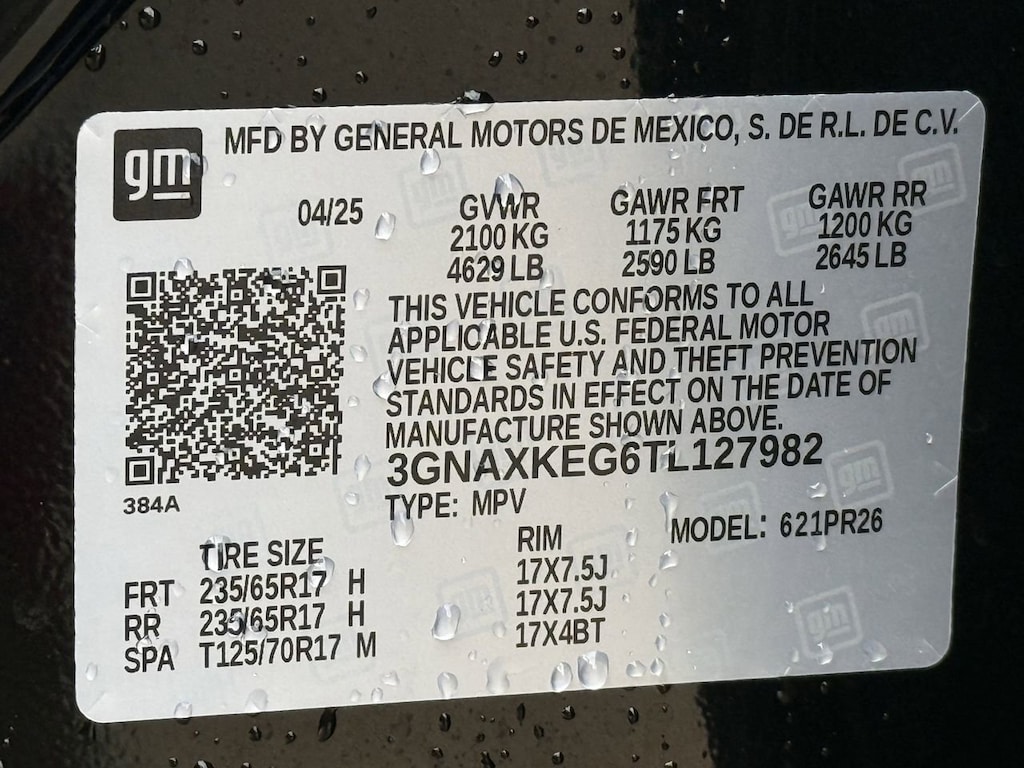 gm MFD BY GENERAL MOTORS DE MEXICO, S. DE R.L. DE C.V.
04/25 GVWR GAWR FRT GAWR RR
2100 KG 1175 KG 1200 KG
4629 LB 2590 LB 2645 LB
THIS VEHICLE CONFORMS TO ALL
APPLICABLE U.S. FEDERAL MOTOR
VEHICLE SAFETY AND THEFT PREVENTION
STANDARDS IN EFFECT ON THE DATE OF
MANUFACTURE SHOWN ABOVE.
3GNAXKEG6TL127982
384A
TYPE: MPV MODEL: 621PR26
TIRE SIZE RIM
FRT 235/65R17 H 17X7.5J
RR 235/65R17 H 17X7.5J
SPA T125/70R17 M 17X4BT